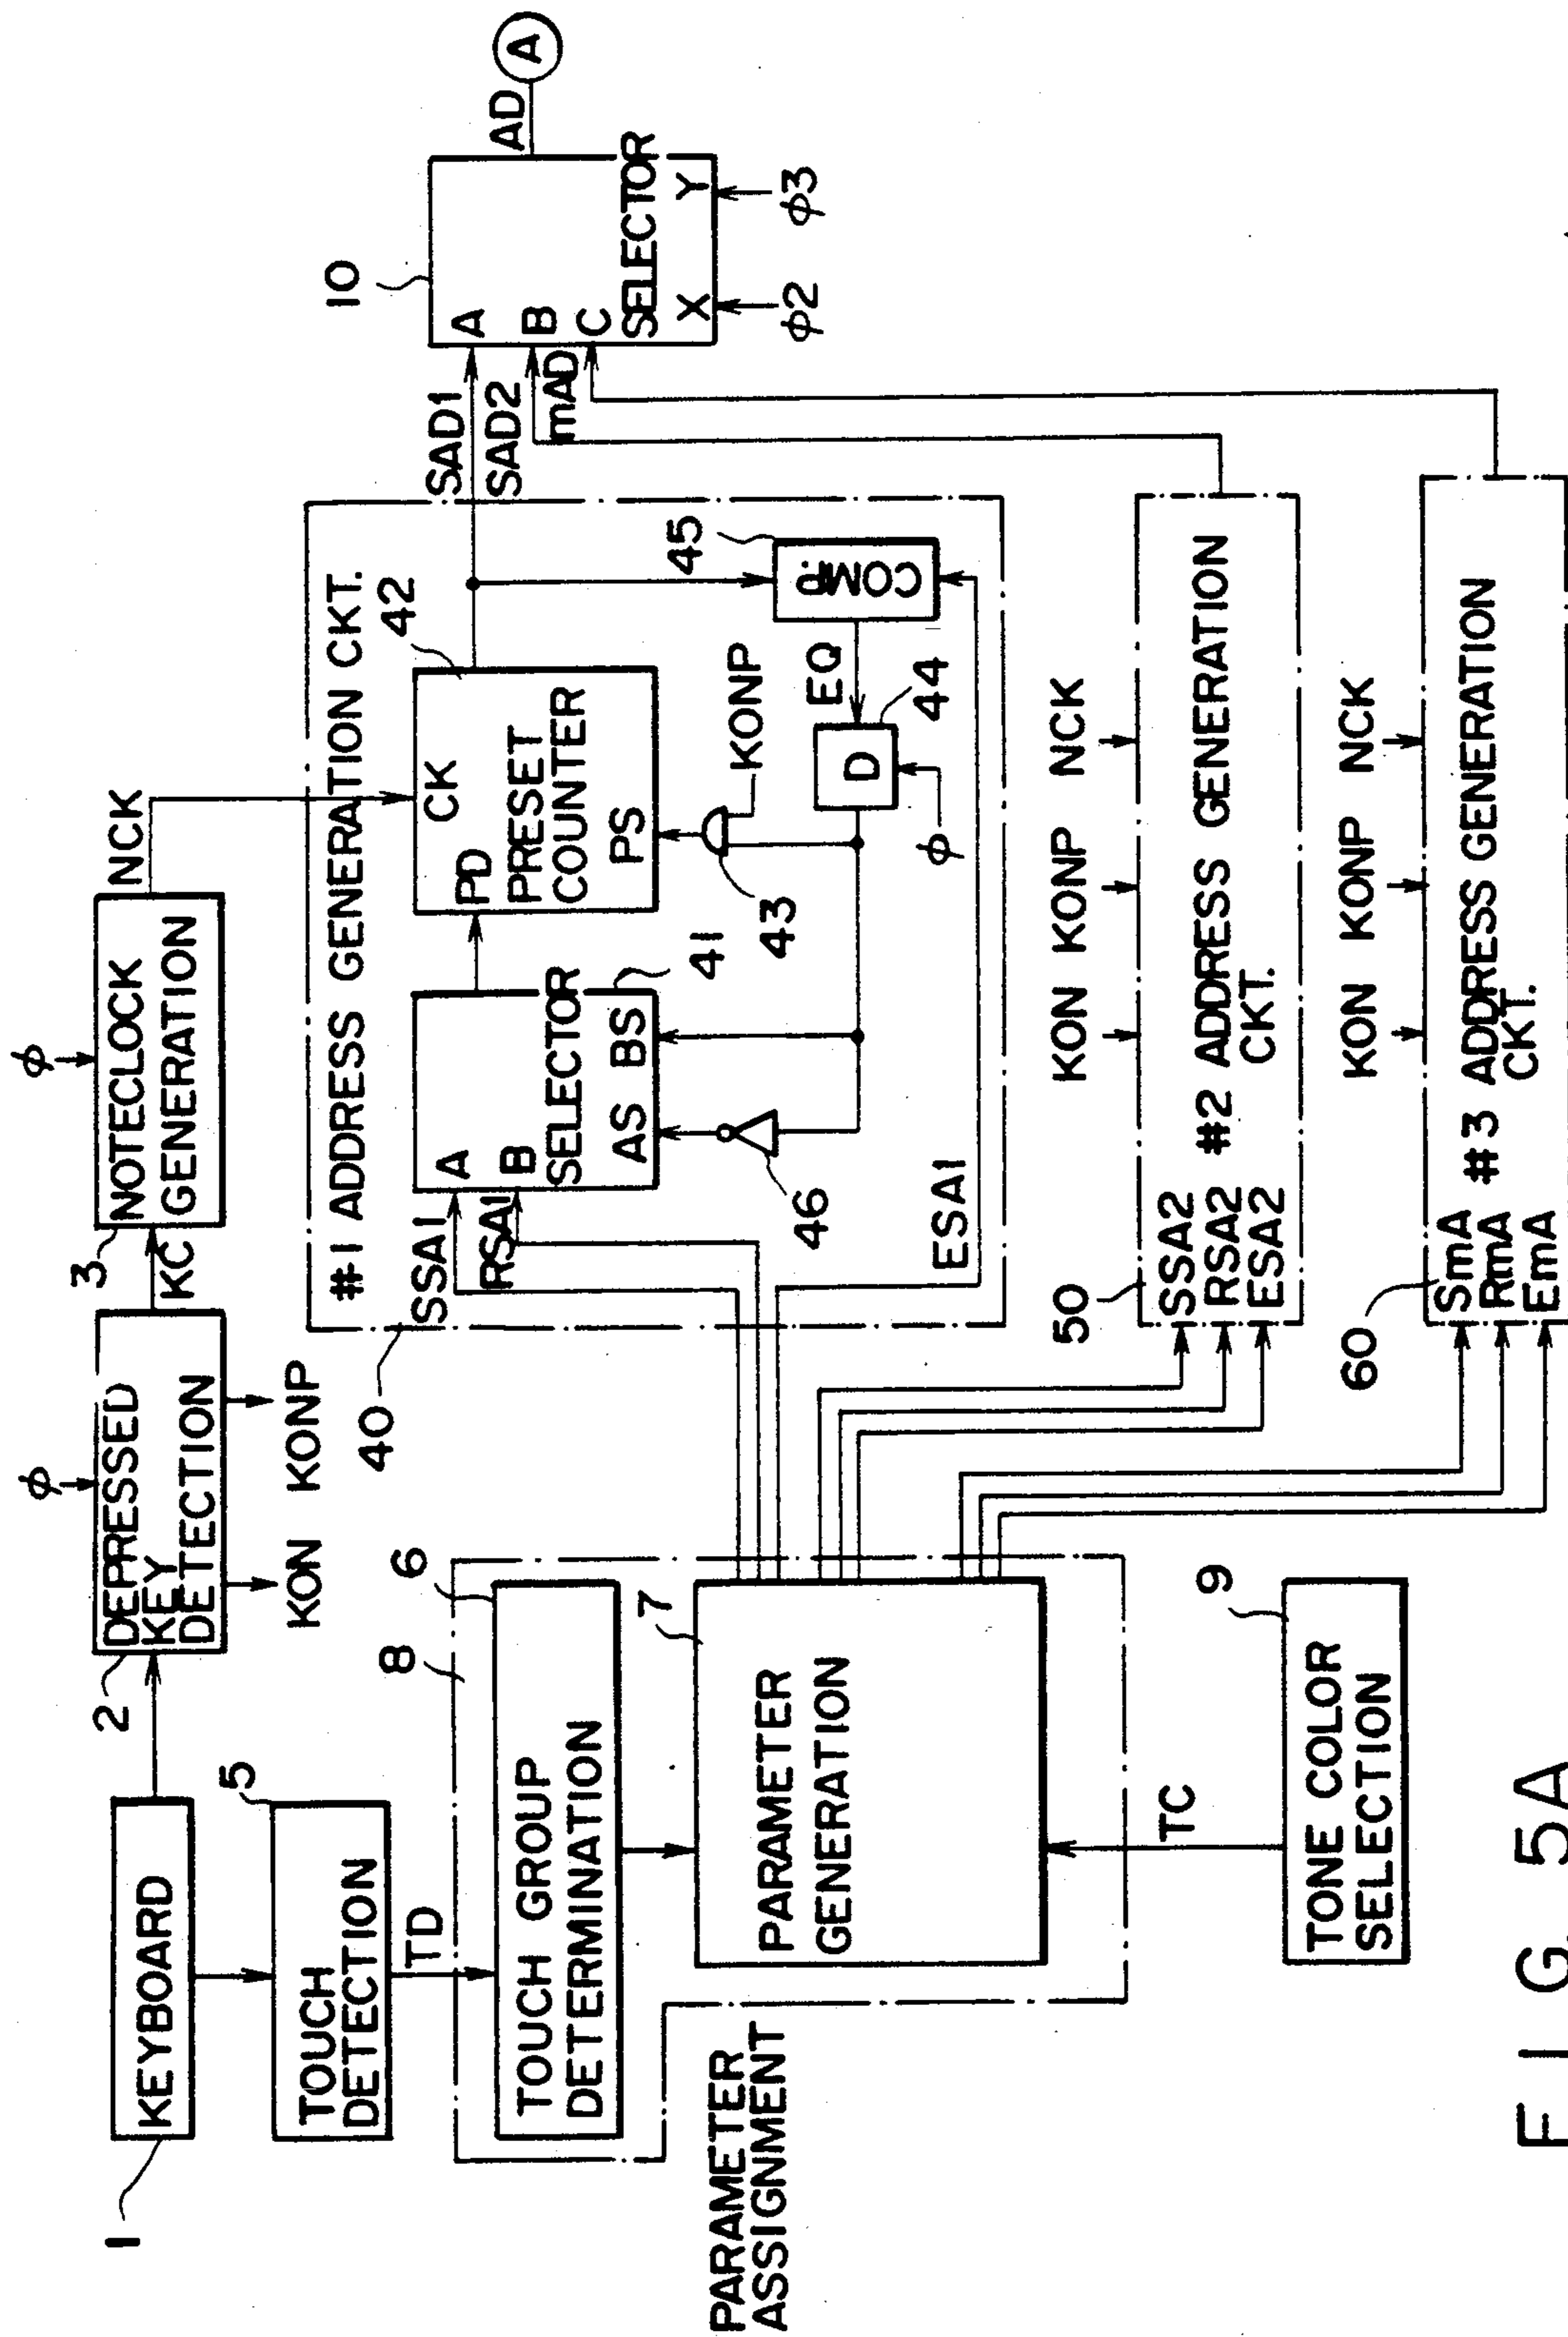 1
KEYBOARD
2
DEPRESSED
KEY
DETECTION
φ
KON KONP
KC
3
NOTECLOCK
GENERATION
φ
NCK
5
TOUCH
DETECTION
TD
6
8
TOUCH GROUP
DETERMINATION
7
PARAMETER
GENERATION
PARAMETER
ASSIGNMENT
TC
9
TONE COLOR
SELECTION
40
#1 ADDRESS GENERATION CKT.
SSA1
RSA1
ESA1
A
B
SELECTOR
AS BS
41
46
42
CK
PD
PRESET
COUNTER
PS
43
KONP
EQ
D
44
φ
45
COMP.
SAD1
SAD2
mAD
10
A
B
C
SELECTOR
X Y
φ2
φ3
AD
A
50
KON KONP NCK
SSA2
RSA2
ESA2
#2 ADDRESS GENERATION
CKT.
60
KON KONP NCK
SmA
RmA
EmA
#3 ADDRESS GENERATION
CKT.
FIG. 5A